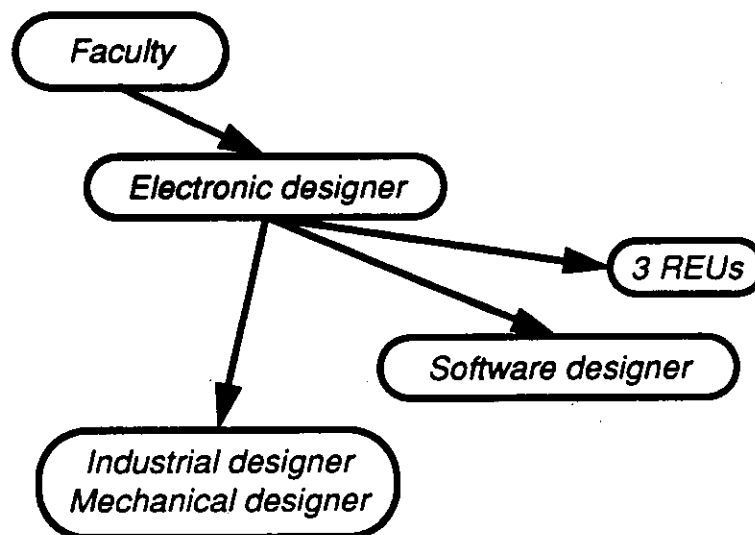 Faculty
Electronic designer
3 REUs
Software designer
Industrial designer
Mechanical designer